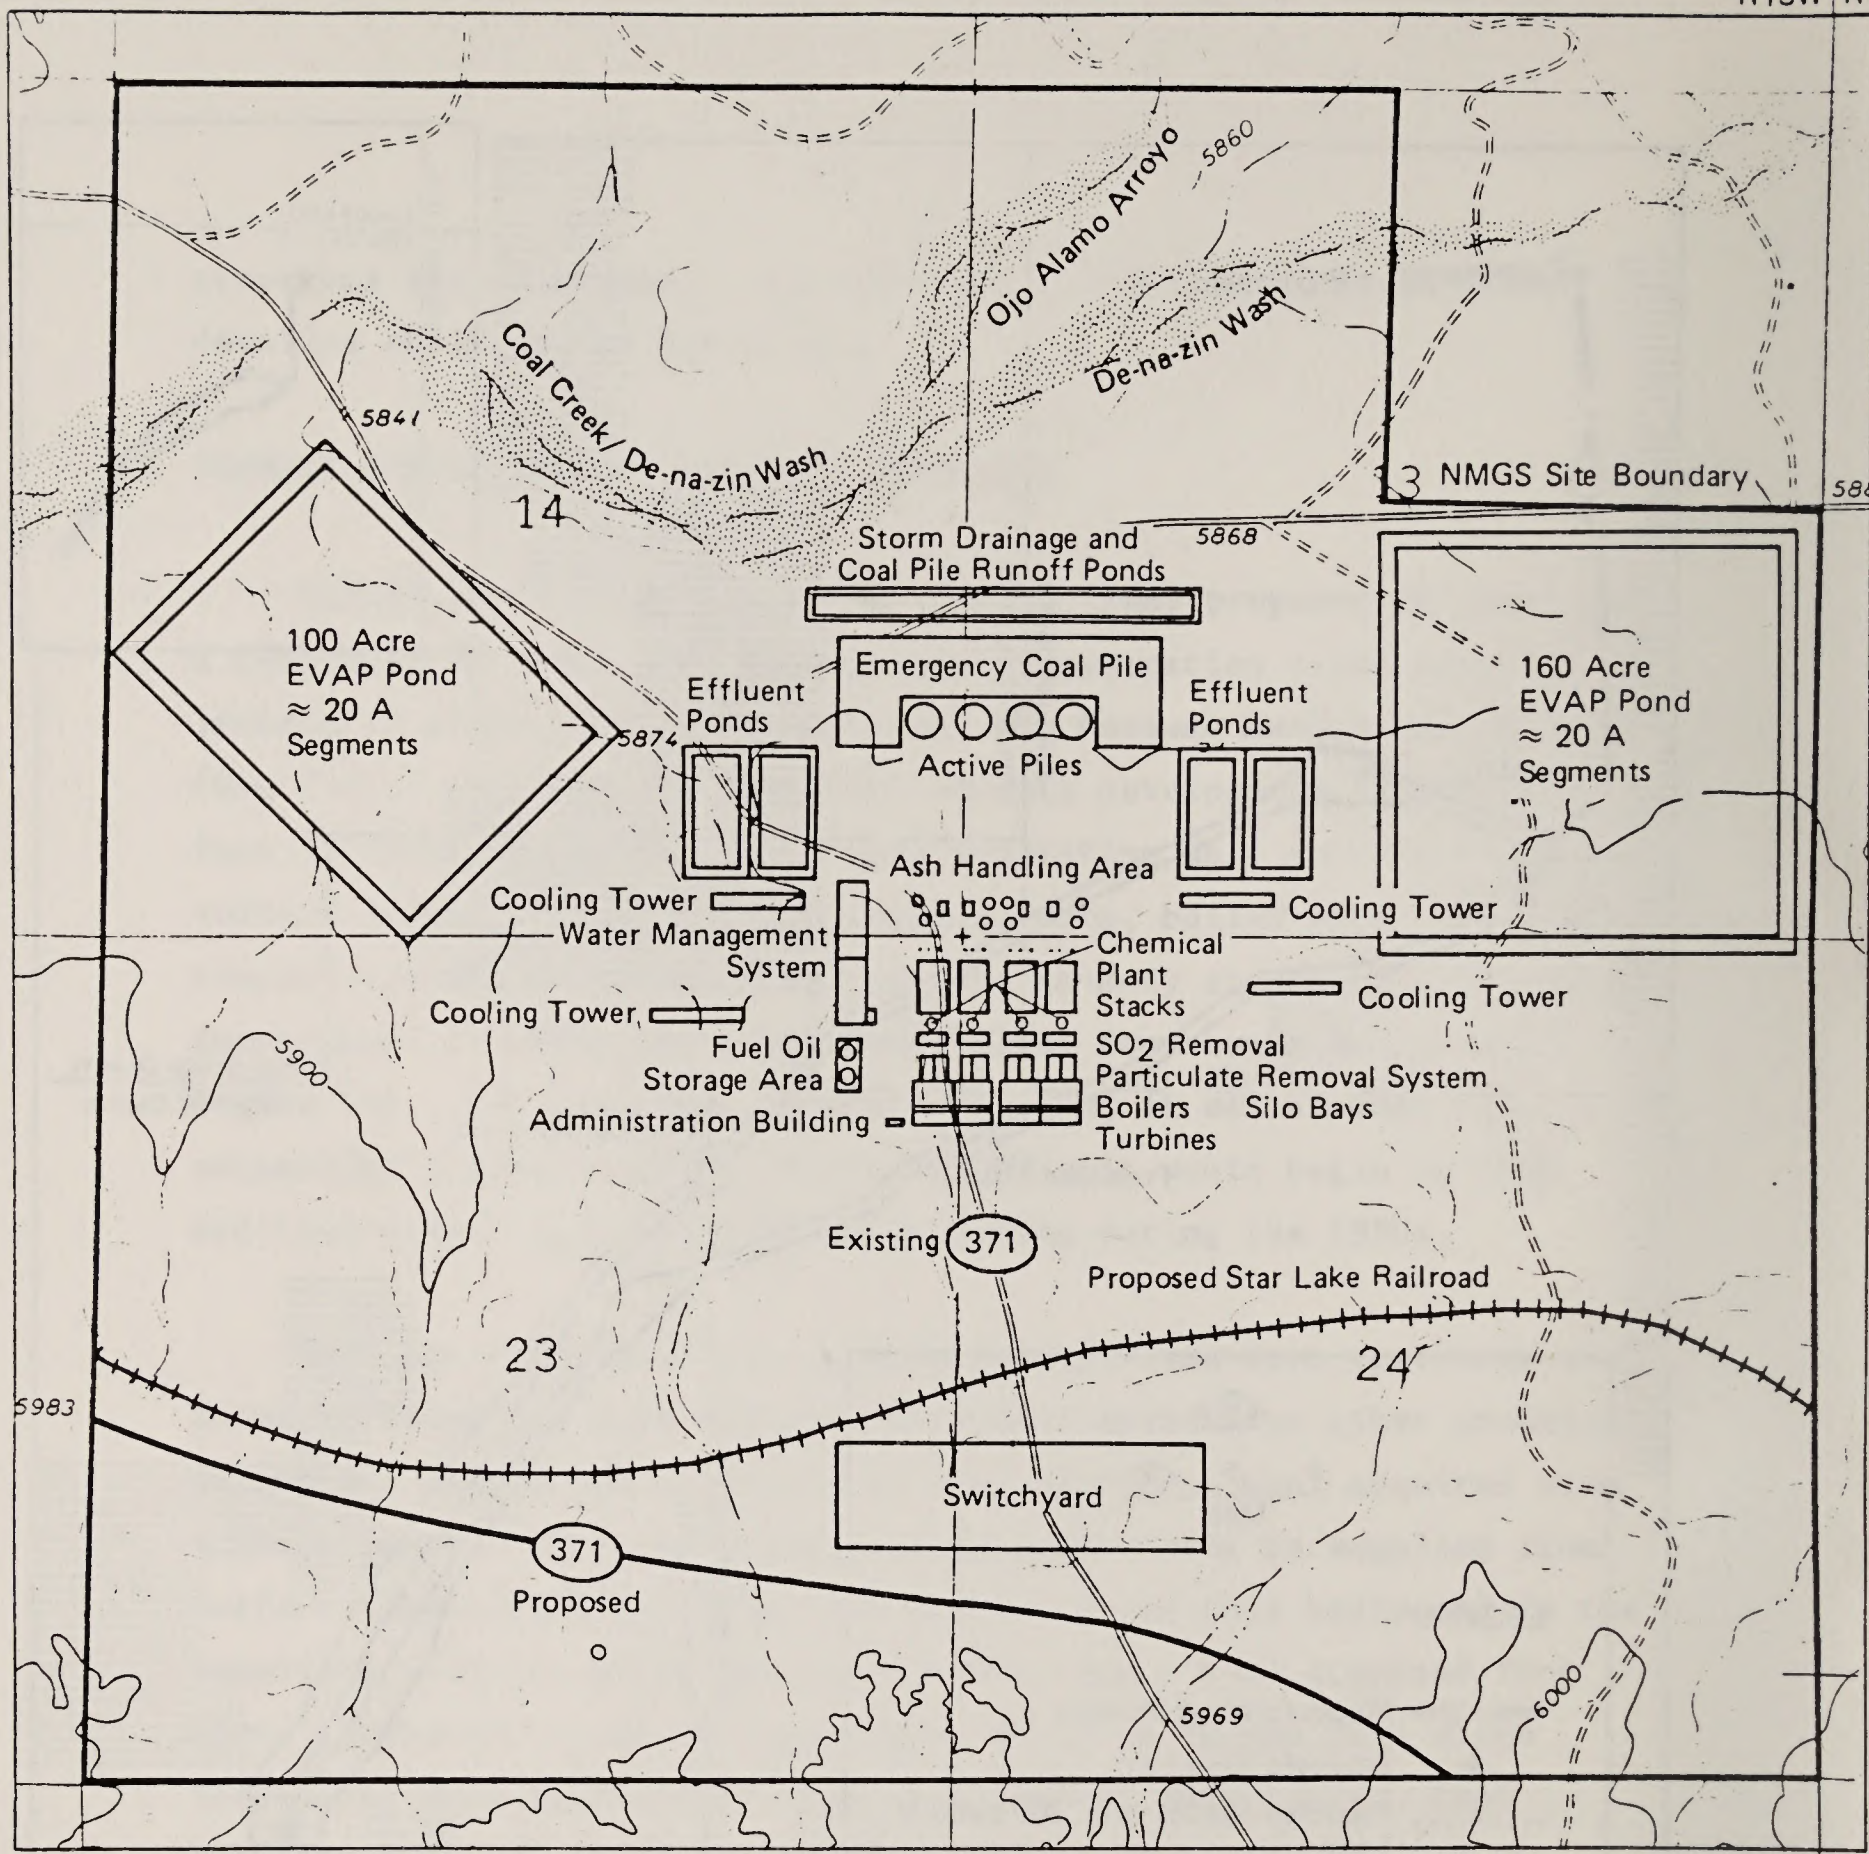 Ojo Alamo Arroyo
5860
Coal Creek/ De-na-zin Wash
De-na-zin Wash
5841
14
3 NMGS Site Boundary
5868
Storm Drainage and
Coal Pile Runoff Ponds
100 Acre
EVAP Pond
≈ 20 A
Segments
Emergency Coal Pile
160 Acre
EVAP Pond
≈ 20 A
Segments
Effluent
Ponds
Effluent
Ponds
5874
Active Piles
Ash Handling Area
Cooling Tower
Cooling Tower
Water Management
System
Chemical
Plant
Stacks
Cooling Tower
Cooling Tower
Fuel Oil
Storage Area
SO2 Removal
Particulate Removal System
Boilers Silo Bays
Turbines
Administration Building
5900
Existing 371
Proposed Star Lake Railroad
23
24
5983
Switchyard
371
Proposed
5969
6000